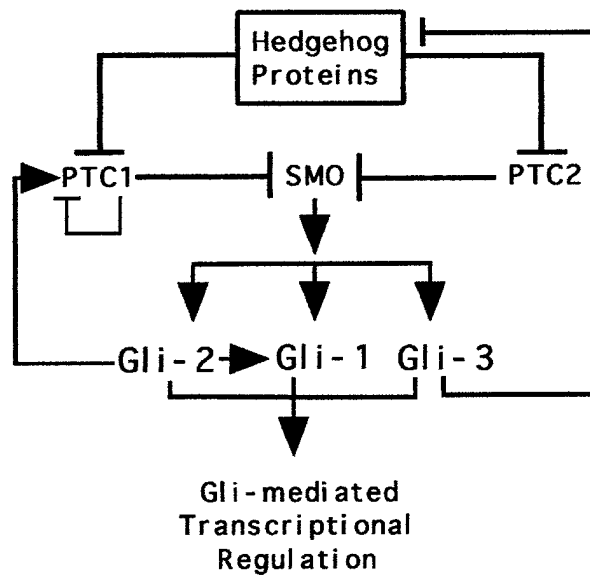 Hedgehog
Proteins
PTC1
SMO
PTC2
Gli-2
Gli-1
Gli-3
Gli-mediated
Transcriptional
Regulation